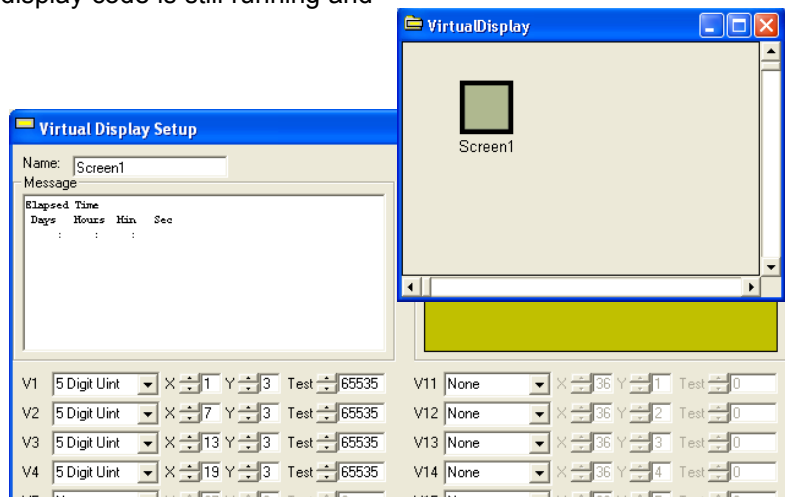 display code is still running and
VirtualDisplay
Screen1
Virtual Display Setup
Name: Screen1
Message
Elapsed Time
Days Hours Min Sec
: : :
V1 5 Digit Uint X 1 Y 3 Test 65535 V11 None X 36 Y 1 Test 0
V2 5 Digit Uint X 7 Y 3 Test 65535 V12 None X 36 Y 2 Test 0
V3 5 Digit Uint X 13 Y 3 Test 65535 V13 None X 36 Y 3 Test 0
V4 5 Digit Uint X 19 Y 3 Test 65535 V14 None X 36 Y 4 Test 0